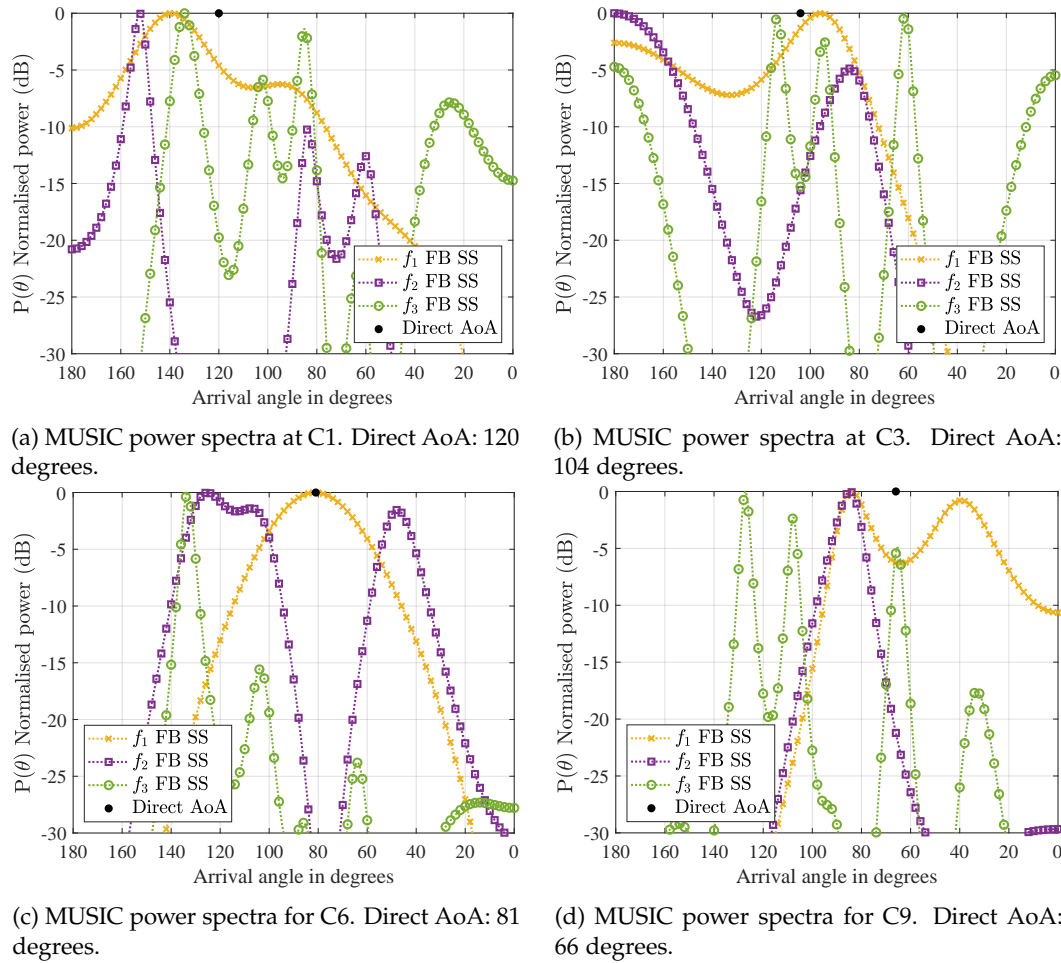 P(θ) Normalised power (dB)
0
-5
-10
-15
-20
-25
-30
f1 FB SS
f2 FB SS
f3 FB SS
Direct AoA
180 160 140 120 100 80 60 40 20 0
Arrival angle in degrees
(a) MUSIC power spectra at C1. Direct AoA: 120
degrees.
P(θ) Normalised power (dB)
0
-5
-10
-15
-20
-25
-30
f1 FB SS
f2 FB SS
f3 FB SS
Direct AoA
180 160 140 120 100 80 60 40 20 0
Arrival angle in degrees
(b) MUSIC power spectra at C3. Direct AoA:
104 degrees.
P(θ) Normalised power (dB)
0
-5
-10
-15
-20
-25
-30
f1 FB SS
f2 FB SS
f3 FB SS
Direct AoA
180 160 140 120 100 80 60 40 20 0
Arrival angle in degrees
(c) MUSIC power spectra for C6. Direct AoA: 81
degrees.
P(θ) Normalised power (dB)
0
-5
-10
-15
-20
-25
-30
f1 FB SS
f2 FB SS
f3 FB SS
Direct AoA
180 160 140 120 100 80 60 40 20 0
Arrival angle in degrees
(d) MUSIC power spectra for C9. Direct AoA:
66 degrees.